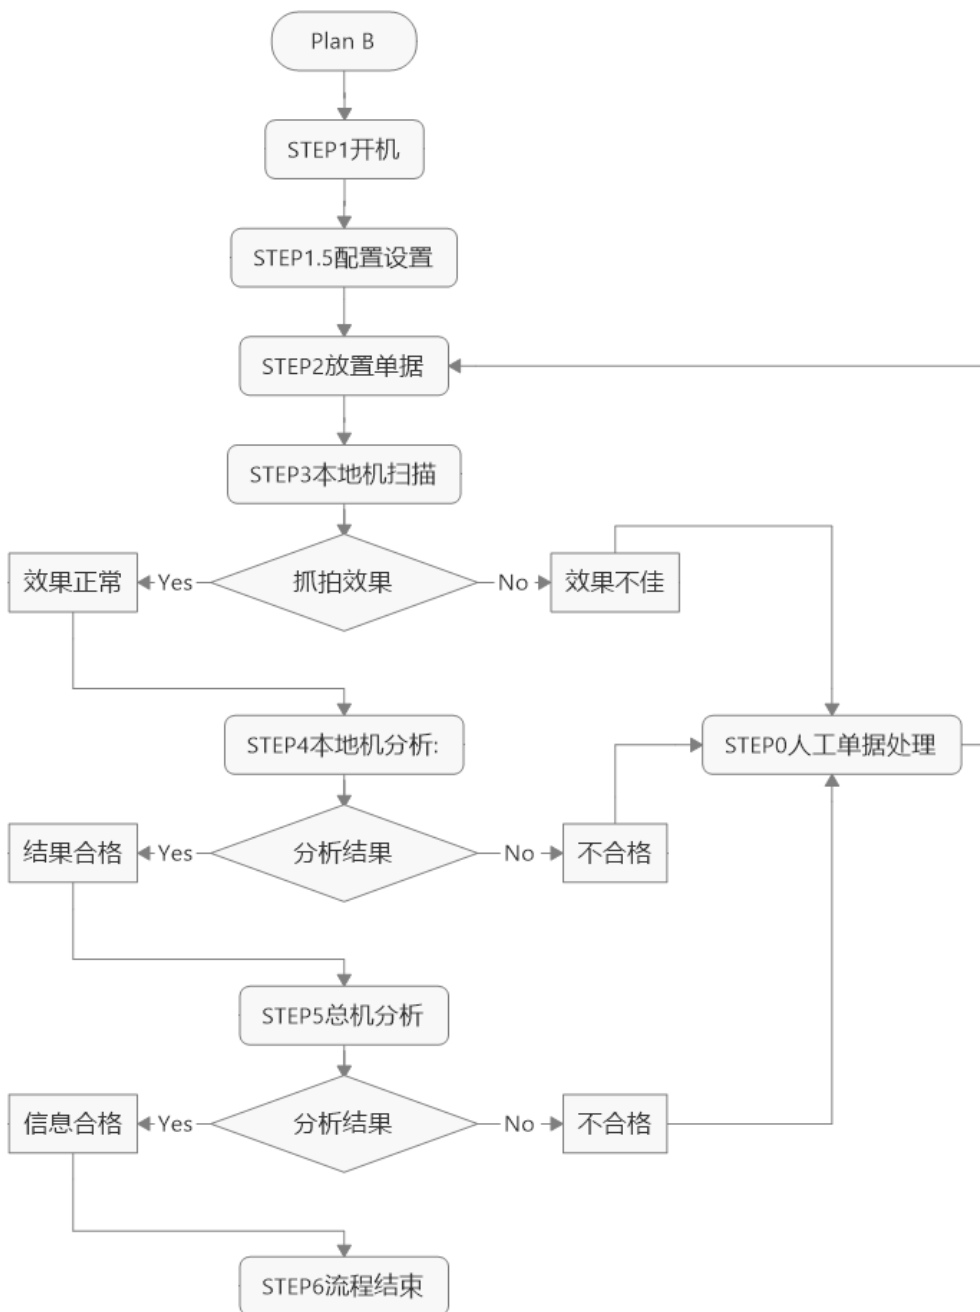 Plan B
STEP1开机
STEP1.5配置设置
STEP2放置单据
STEP3本地机扫描
效果正常
Yes
抓拍效果
No
效果不佳
STEP4本地机分析:
STEP0人工单据处理
结果合格
Yes
分析结果
No
不合格
STEP5总机分析
信息合格
Yes
分析结果
No
不合格
STEP6流程结束